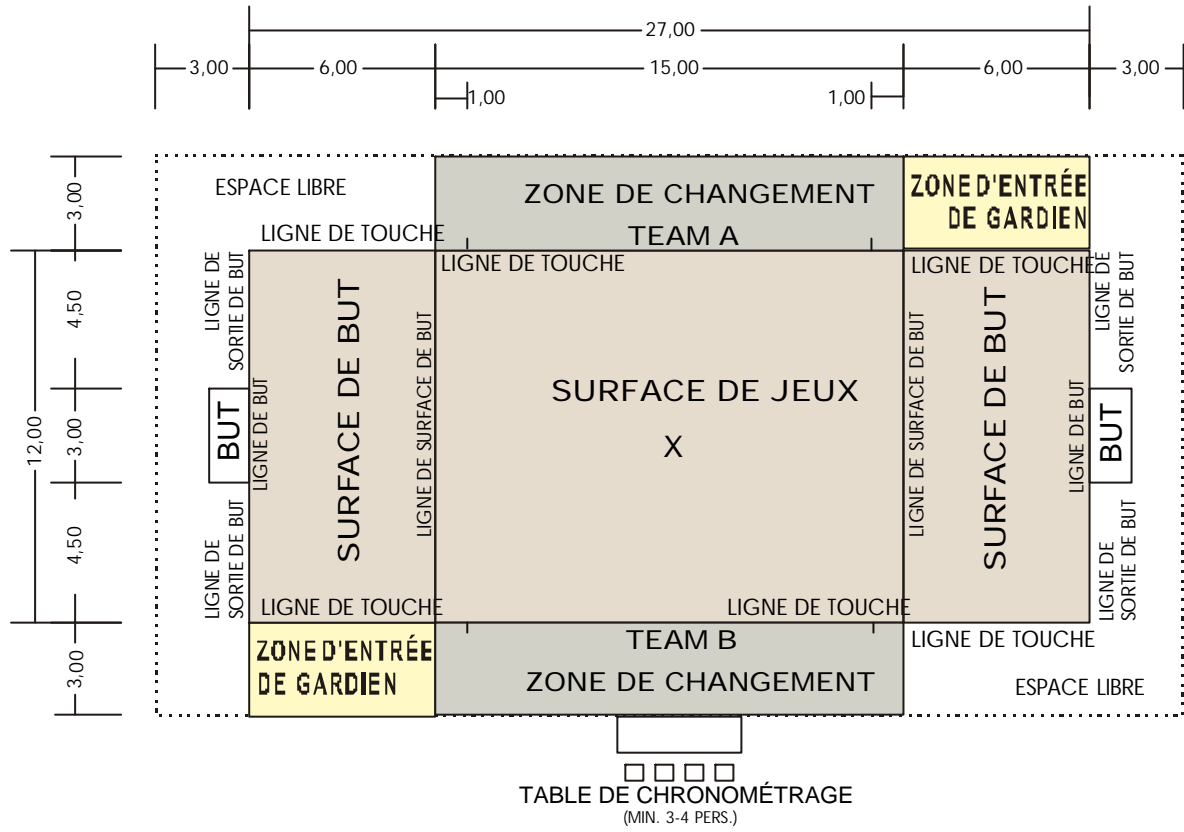 27,00
3,00 6,00 15,00 6,00 3,00
1,00 1,00
3,00
12,00
4,50
3,00
4,50
3,00
ESPACE LIBRE
ZONE DE CHANGEMENT
TEAM A
ZONE D'ENTRÉE
DE GARDIEN
LIGNE DE TOUCHE
LIGNE DE TOUCHE
LIGNE DE TOUCHE
LIGNE DE
SORTIE DE BUT
BUT
LIGNE DE BUT
LIGNE DE
SORTIE DE BUT
SURFACE DE BUT
LIGNE DE SURFACE DE BUT
SURFACE DE JEUX
X
LIGNE DE SURFACE DE BUT
SURFACE DE BUT
LIGNE DE BUT
BUT
LIGNE DE
SORTIE DE BUT
LIGNE DE
SORTIE DE BUT
LIGNE DE TOUCHE
LIGNE DE TOUCHE
LIGNE DE TOUCHE
ZONE D'ENTRÉE
DE GARDIEN
TEAM B
ZONE DE CHANGEMENT
ESPACE LIBRE
TABLE DE CHRONOMÉTRAGE
(MIN. 3-4 PERS.)